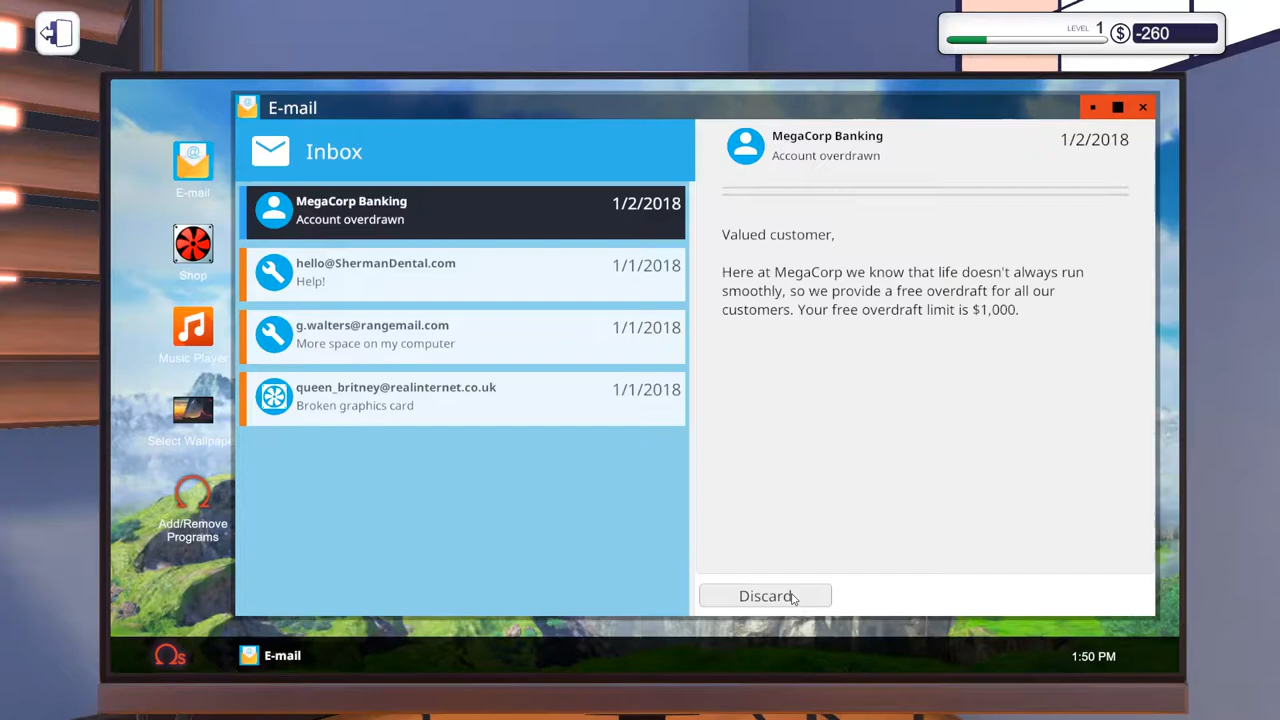 LEVEL 1
$ -260
E-mail
Inbox
MegaCorp Banking
Account overdrawn
1/2/2018
hello@ShermanDental.com
Help!
1/1/2018
g.walters@rangemail.com
More space on my computer
1/1/2018
queen_britney@realinternet.co.uk
Broken graphics card
1/1/2018
MegaCorp Banking
Account overdrawn
1/2/2018
Valued customer,
Here at MegaCorp we know that life doesn't always run
smoothly, so we provide a free overdraft for all our
customers. Your free overdraft limit is $1,000.
Discard
E-mail
Shop
Music Player
Select Wallpape
Add/Remove
Programs
Ωs
E-mail
1:50 PM